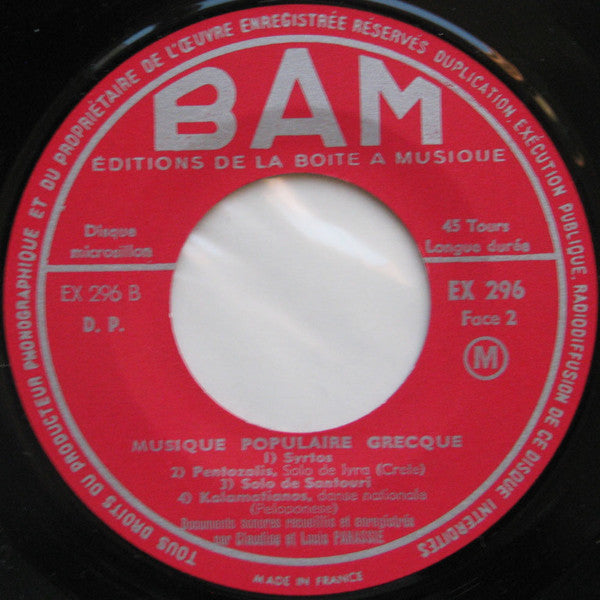 TOUS DROITS DU PRODUCTEUR PHONOGRAPHIQUE ET DU PROPRIÉTAIRE DE L'ŒUVRE ENREGISTRÉE RÉSERVÉS DUPLICATION, EXÉCUTION PUBLIQUE, RADIODIFFUSION DE CE DISQUE INTERDITES
BAM
ÉDITIONS DE LA BOITE A MUSIQUE
Disque
microsillon
45 Tours
Longue durée
EX 296 B
D. P.
EX 296
Face 2
M
MUSIQUE POPULAIRE GRECQUE
1) Syrtos
2) Pentozalis, Solo de lyra (Crete)
3) Solo de Santouri
4) Kalamatianos, danse nationale
(Peloponese)
Documents sonores recueillis et enregistrés
par Claudine et Louis PANASSIÉ
MADE IN FRANCE